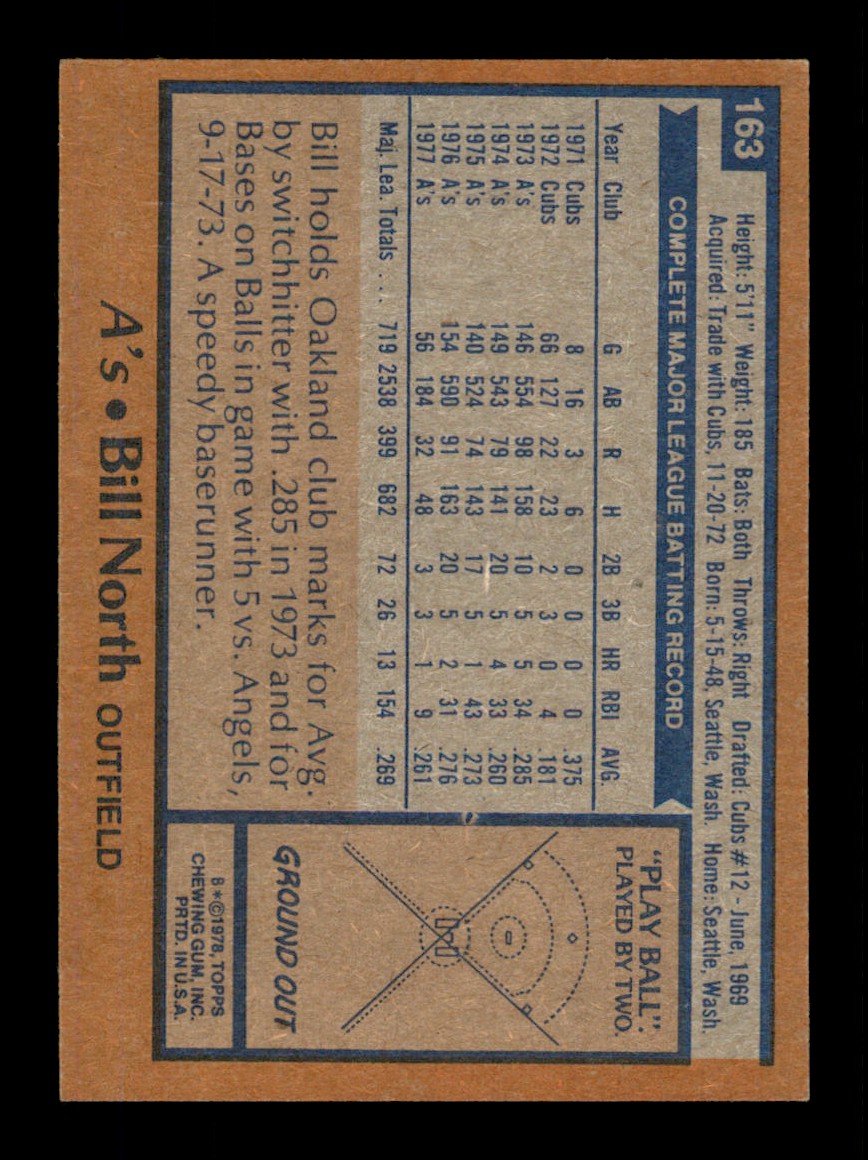 163
Height: 5'11" Weight: 185 Bats: Both Throws: Right Drafted: Cubs #12 - June, 1969
Acquired: Trade with Cubs, 11-20-72 Born: 5-15-48, Seattle, Wash. Home: Seattle, Wash.
COMPLETE MAJOR LEAGUE BATTING RECORD
Year Club G AB R H 2B 3B HR RBI AVG.
1971 Cubs 8 16 3 6 0 0 0 0 .375
1972 Cubs 66 127 22 23 2 3 0 4 .181
1973 A's 146 554 98 158 10 5 5 34 .285
1974 A's 149 543 79 141 20 5 4 33 .260
1975 A's 140 524 74 143 17 5 1 43 .273
1976 A's 154 590 91 163 20 5 2 31 .276
1977 A's 56 184 32 48 3 3 1 9 .261
Maj. Lea. Totals ... 719 2538 399 682 72 26 13 154 .269
Bill holds Oakland club marks for Avg.
by switchhitter with .285 in 1973 and for
Bases on Balls in game with 5 vs. Angels,
9-17-73. A speedy baserunner.
"PLAY BALL".
PLAYED BY TWO.
GROUND OUT
B*©1978, TOPPS
CHEWING GUM, INC.
PRTD. IN U.S.A.
A's • Bill North OUTFIELD